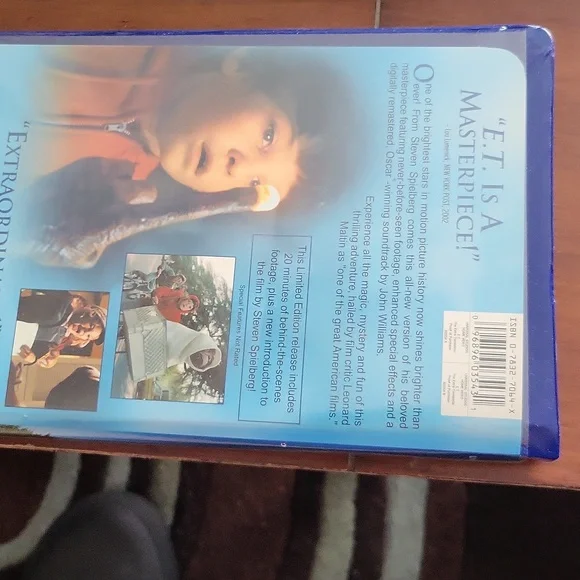 "E.T. IS A
MASTERPIECE!"
NEW YORK POST, 2002
One of the brightest stars in motion picture history now shines brighter than
ever! From Steven Spielberg comes this all-new version of his beloved
masterpiece featuring never-before-seen footage, enhanced special effects and a
digitally remastered, Oscar®-winning soundtrack by John Williams.
Experience all the magic, mystery and fun of this
thrilling adventure, hailed by film critic Leonard
Maltin as "one of the great American films."
This Limited Edition release includes
20 minutes of behind-the-scenes
footage, plus a new introduction to
the film by Steven Spielberg!
Special Features Not Rated
"EXTRAORDIN
ISBN 0-7832-7064-X